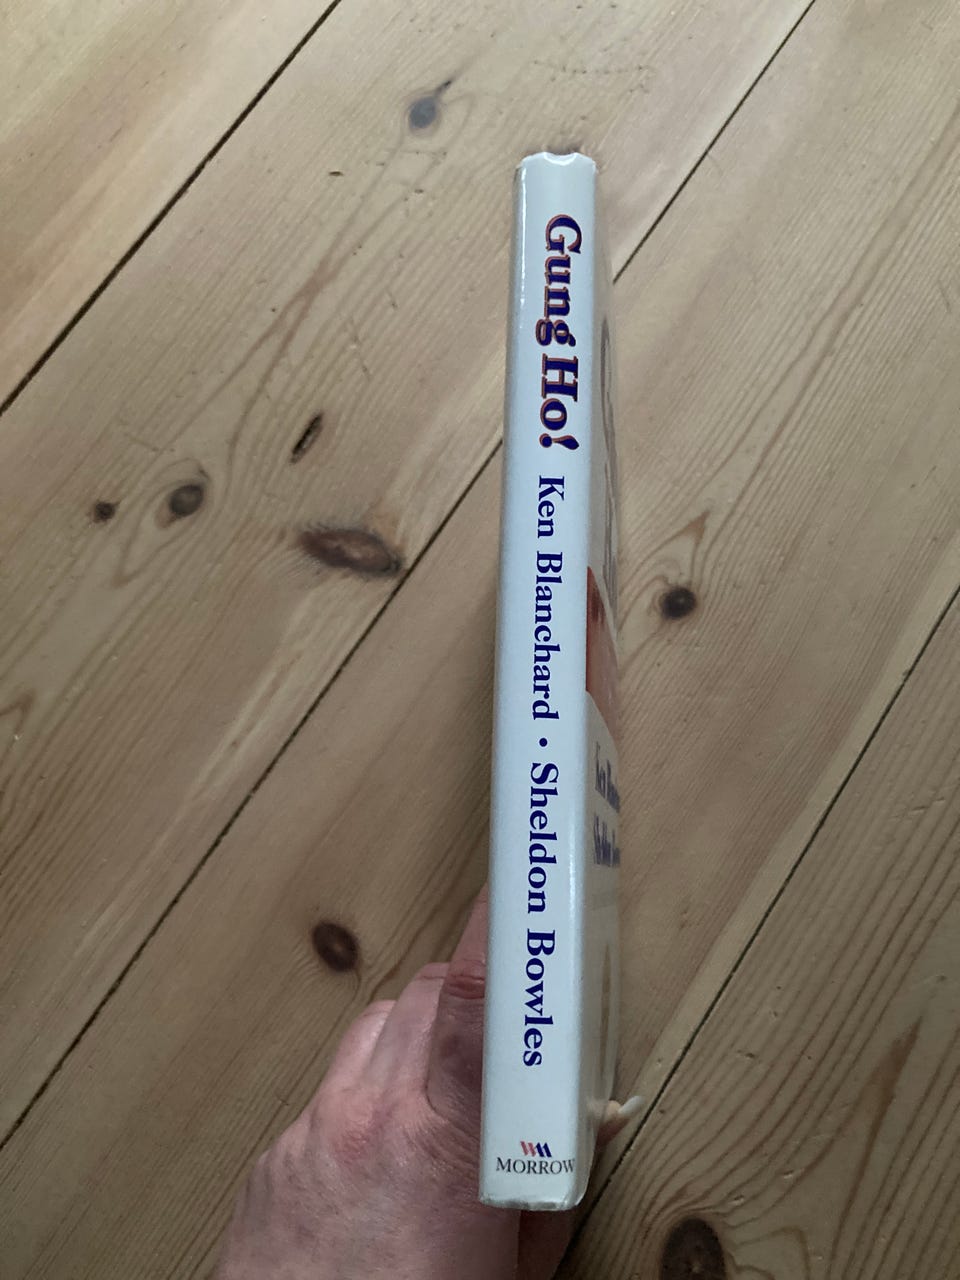 Gung Ho! Ken Blanchard • Sheldon Bowles
MORROW